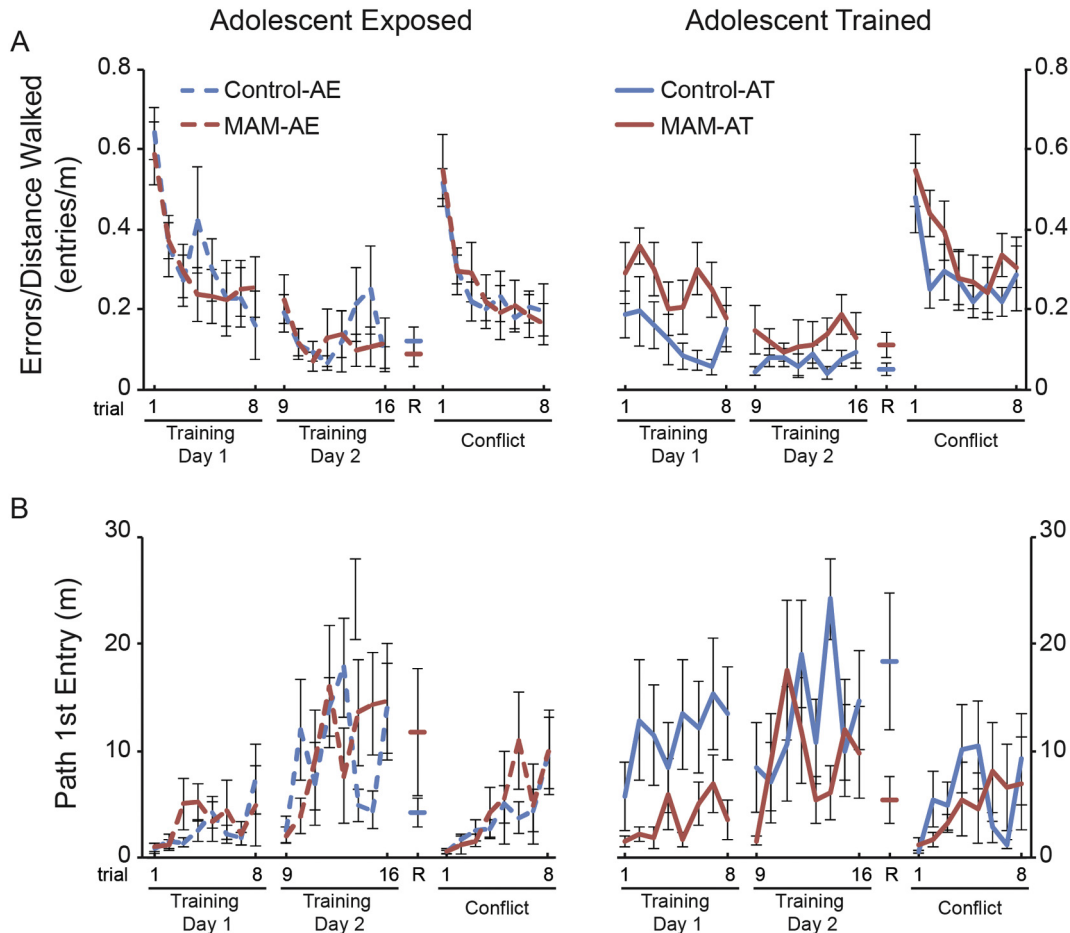 Adolescent Exposed Adolescent Trained
A
0.8 0.8
Control-AE Control-AT
MAM-AE MAM-AT
0.6 0.6
0.4 0.4
0.2 0.2
0 0
Errors/Distance Walked
(entries/m)
trial 1 8 9 16 R 1 8 1 8 9 16 R 1 8
Training Training Conflict Training Training Conflict
Day 1 Day 2 Day 1 Day 2
B
30 30
20 20
10 10
0 0
Path 1st Entry (m)
trial 1 8 9 16 R 1 8 1 8 9 16 R 1 8
Training Training Conflict Training Training Conflict
Day 1 Day 2 Day 1 Day 2